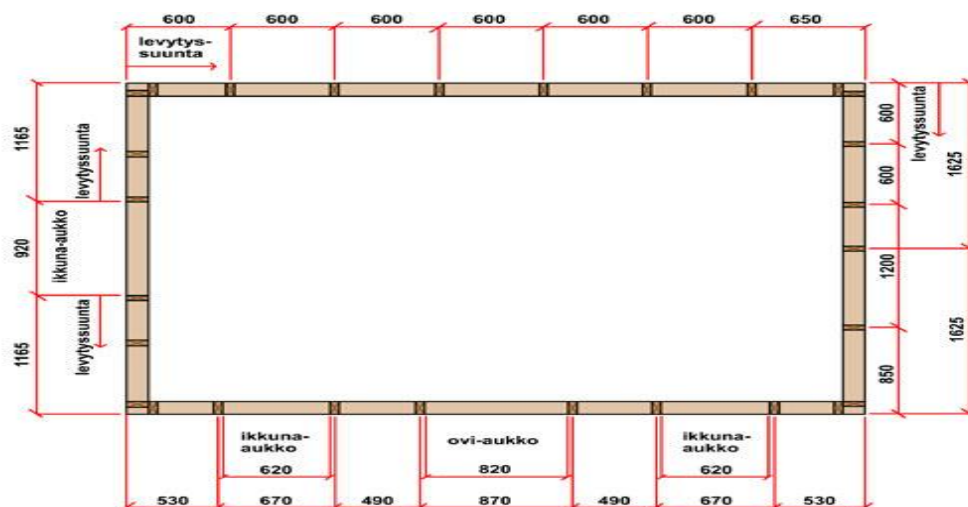 600 600 600 600 600 600 650
levytys-
suunta
1165
levytyssuunta
920
ikkuna-aukko
1165
levytyssuunta
600
levytyssuunta
1625
600
1200
1625
850
ikkuna-
aukko
620
ovi-aukko
820
ikkuna-
aukko
620
530 670 490 870 490 670 530